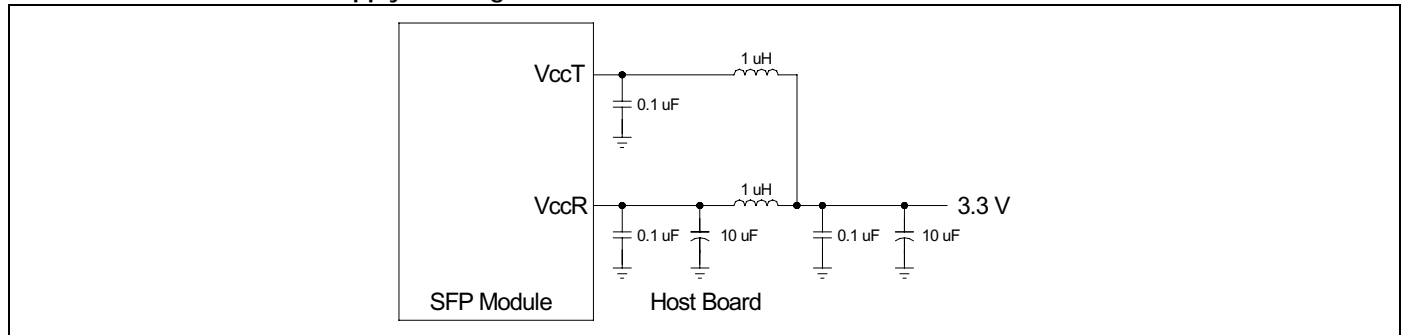 1 uH
VccT
0.1 uF
1 uH
VccR
3.3 V
0.1 uF
10 uF
0.1 uF
10 uF
SFP Module
Host Board